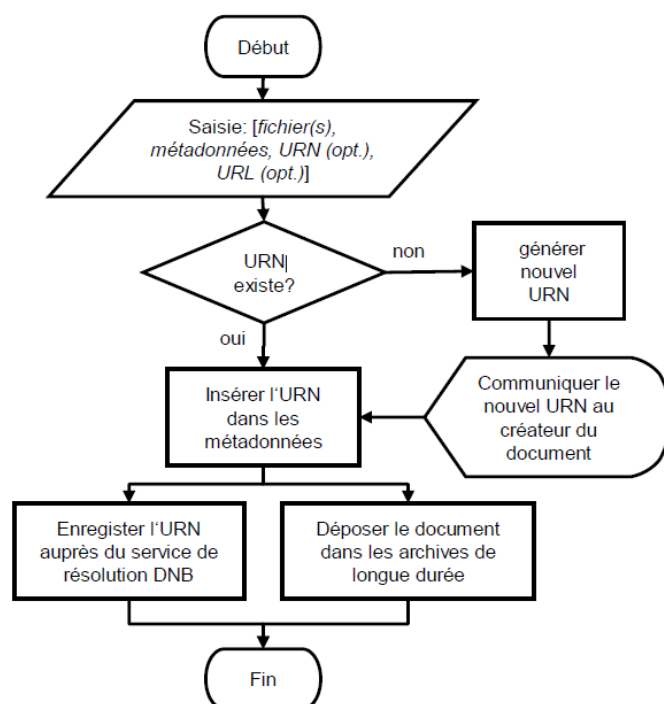 Début
Saisie: [fichier(s),
métadonnées, URN (opt.),
URL (opt.)]
URN|
existe?
non
générer
nouvel
URN
oui
Communiquer le
nouvel URN au
créateur du
document
Insérer l‘URN
dans les
métadonnées
Enregister l‘URN
auprès du service de
résolution DNB
Déposer le document
dans les archives de
longue durée
Fin